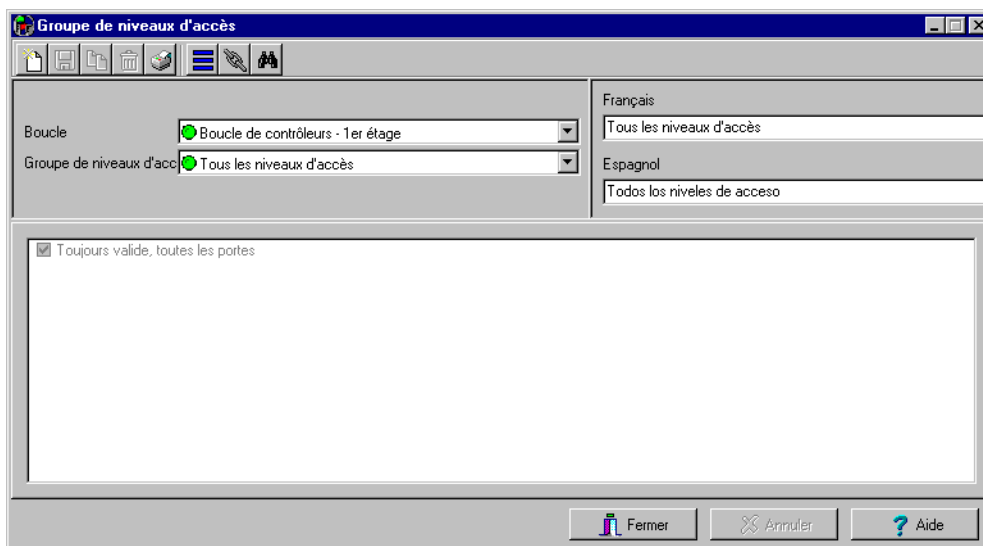 Groupe de niveaux d'accès
Boucle
Boucle de contrôleurs - 1er étage
Groupe de niveaux d'acc
Tous les niveaux d'accès
Français
Tous les niveaux d'accès
Espagnol
Todos los niveles de acceso
Toujours valide, toutes les portes
Fermer
Annuler
Aide